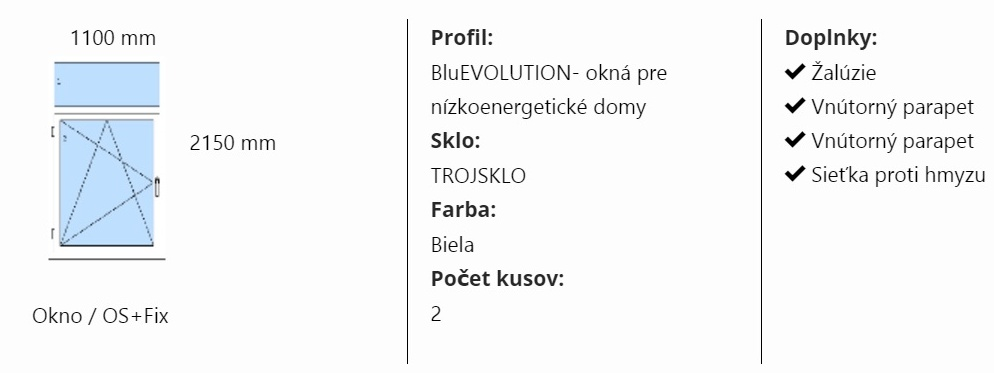 1100 mm
2150 mm
Okno / OS+Fix
Profil:
BluEVOLUTION- okná pre
nízkoenergetické domy
Sklo:
TROJSKLO
Farba:
Biela
Počet kusov:
2
Doplnky:
✔ Žalúzie
✔ Vnútorný parapet
✔ Vnútorný parapet
✔ Sieťka proti hmyzu